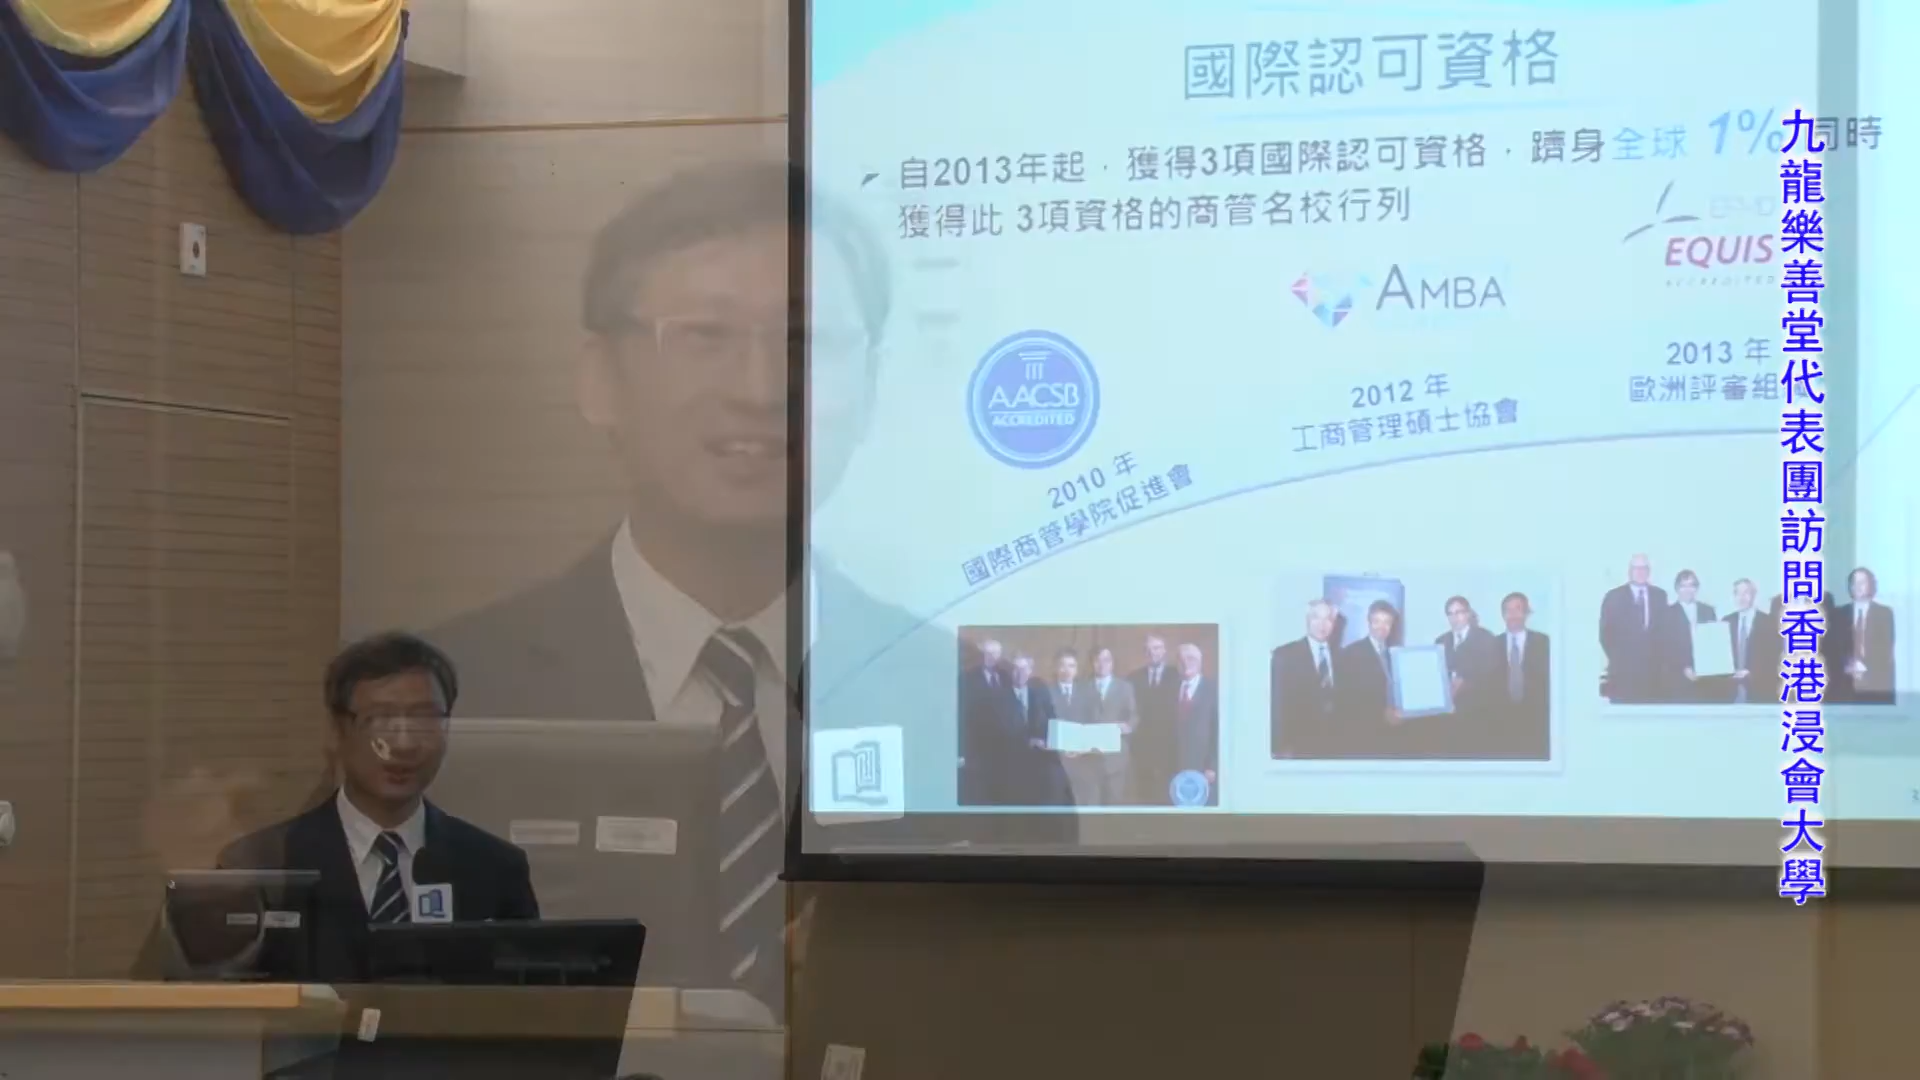 國際認可資格
自2013年起，獲得3項國際認可資格，躋身全球 1% 同時
獲得此 3項資格的商管名校行列
EFMD
EQUIS
ACCREDITED
AMBA
AACSB
ACCREDITED
2013 年
歐洲評審組
2012 年
工商管理碩士協會
2010 年
國際商管學院促進會
九龍樂善堂代表團訪問香港浸會大學